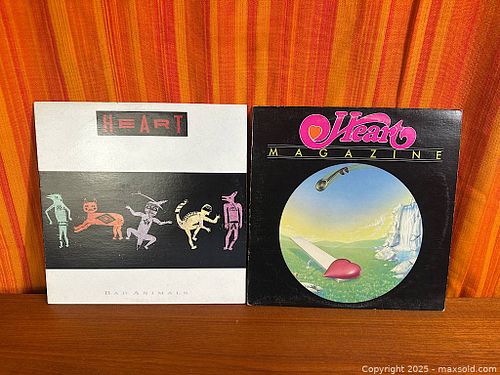 HEART
BAD ANIMALS
Heart
MAGAZINE
Copyright 2025 - maxsold.com